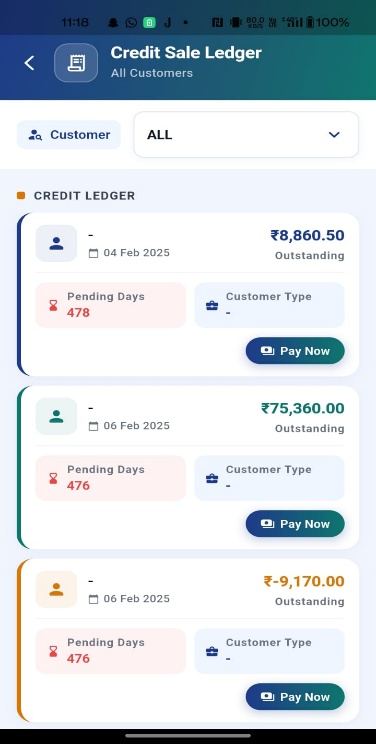 11:18
100%
Credit Sale Ledger
All Customers
Customer
ALL
CREDIT LEDGER
-
₹8,860.50
04 Feb 2025
Outstanding
Pending Days
478
Customer Type
-
Pay Now
-
₹75,360.00
06 Feb 2025
Outstanding
Pending Days
476
Customer Type
-
Pay Now
-
₹-9,170.00
06 Feb 2025
Outstanding
Pending Days
476
Customer Type
-
Pay Now